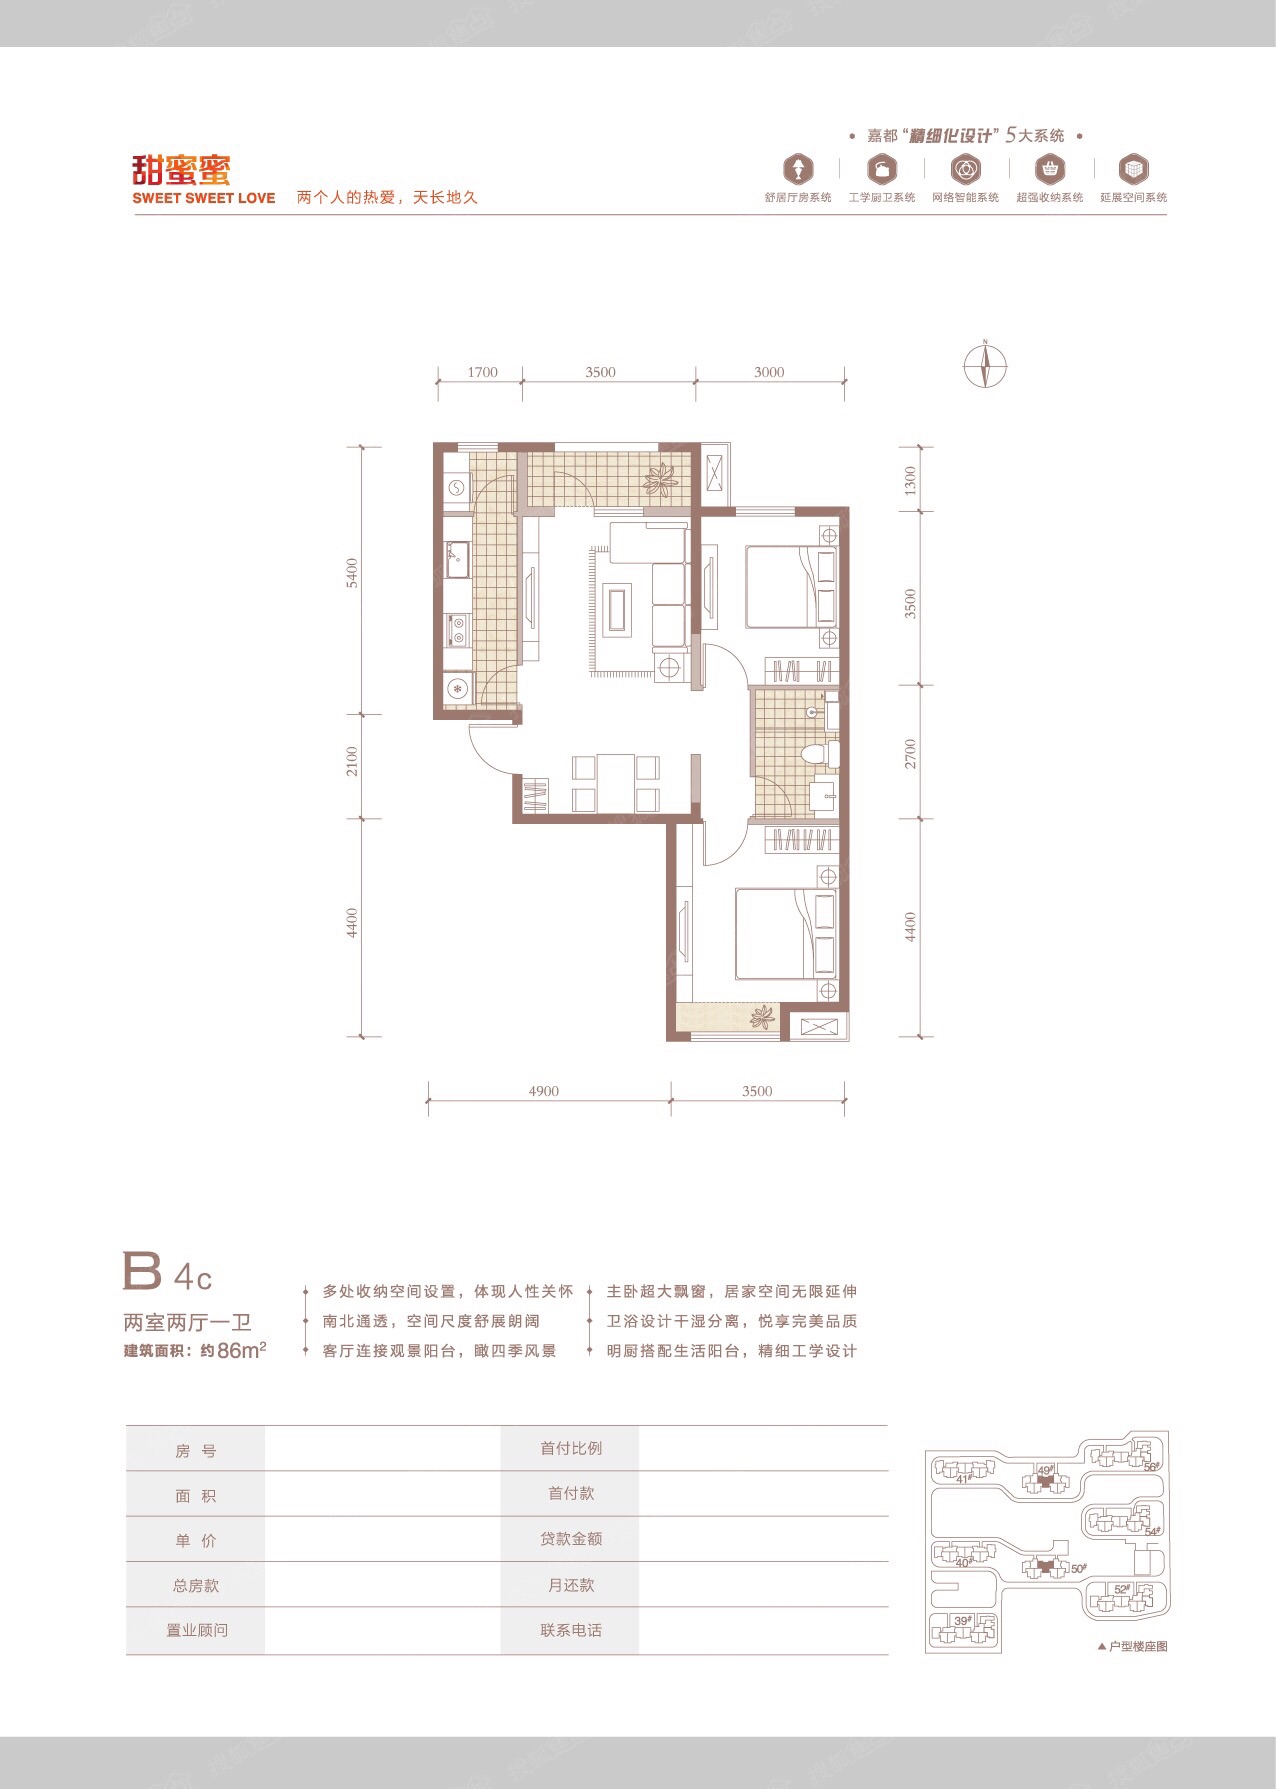 嘉都“精细化设计”5大系统
甜蜜蜜
SWEET SWEET LOVE
两个人的热爱，天长地久
舒居厅房系统
工学厨卫系统
网络智能系统
超强收纳系统
延展空间系统
N
1700
3500
3000
5400
2100
4400
1300
3500
2700
4400
4900
3500
B 4c
两室两厅一卫
建筑面积：约86m²
多处收纳空间设置，体现人性关怀
南北通透，空间尺度舒展朗阔
客厅连接观景阳台，瞰四季风景
主卧超大飘窗，居家空间无限延伸
卫浴设计干湿分离，悦享完美品质
明厨搭配生活阳台，精细工学设计
房 号
首付比例
面 积
首付款
单 价
贷款金额
总房款
月还款
置业顾问
联系电话
41#
49#
56#
54#
40#
50#
52#
39#
▲户型楼座图